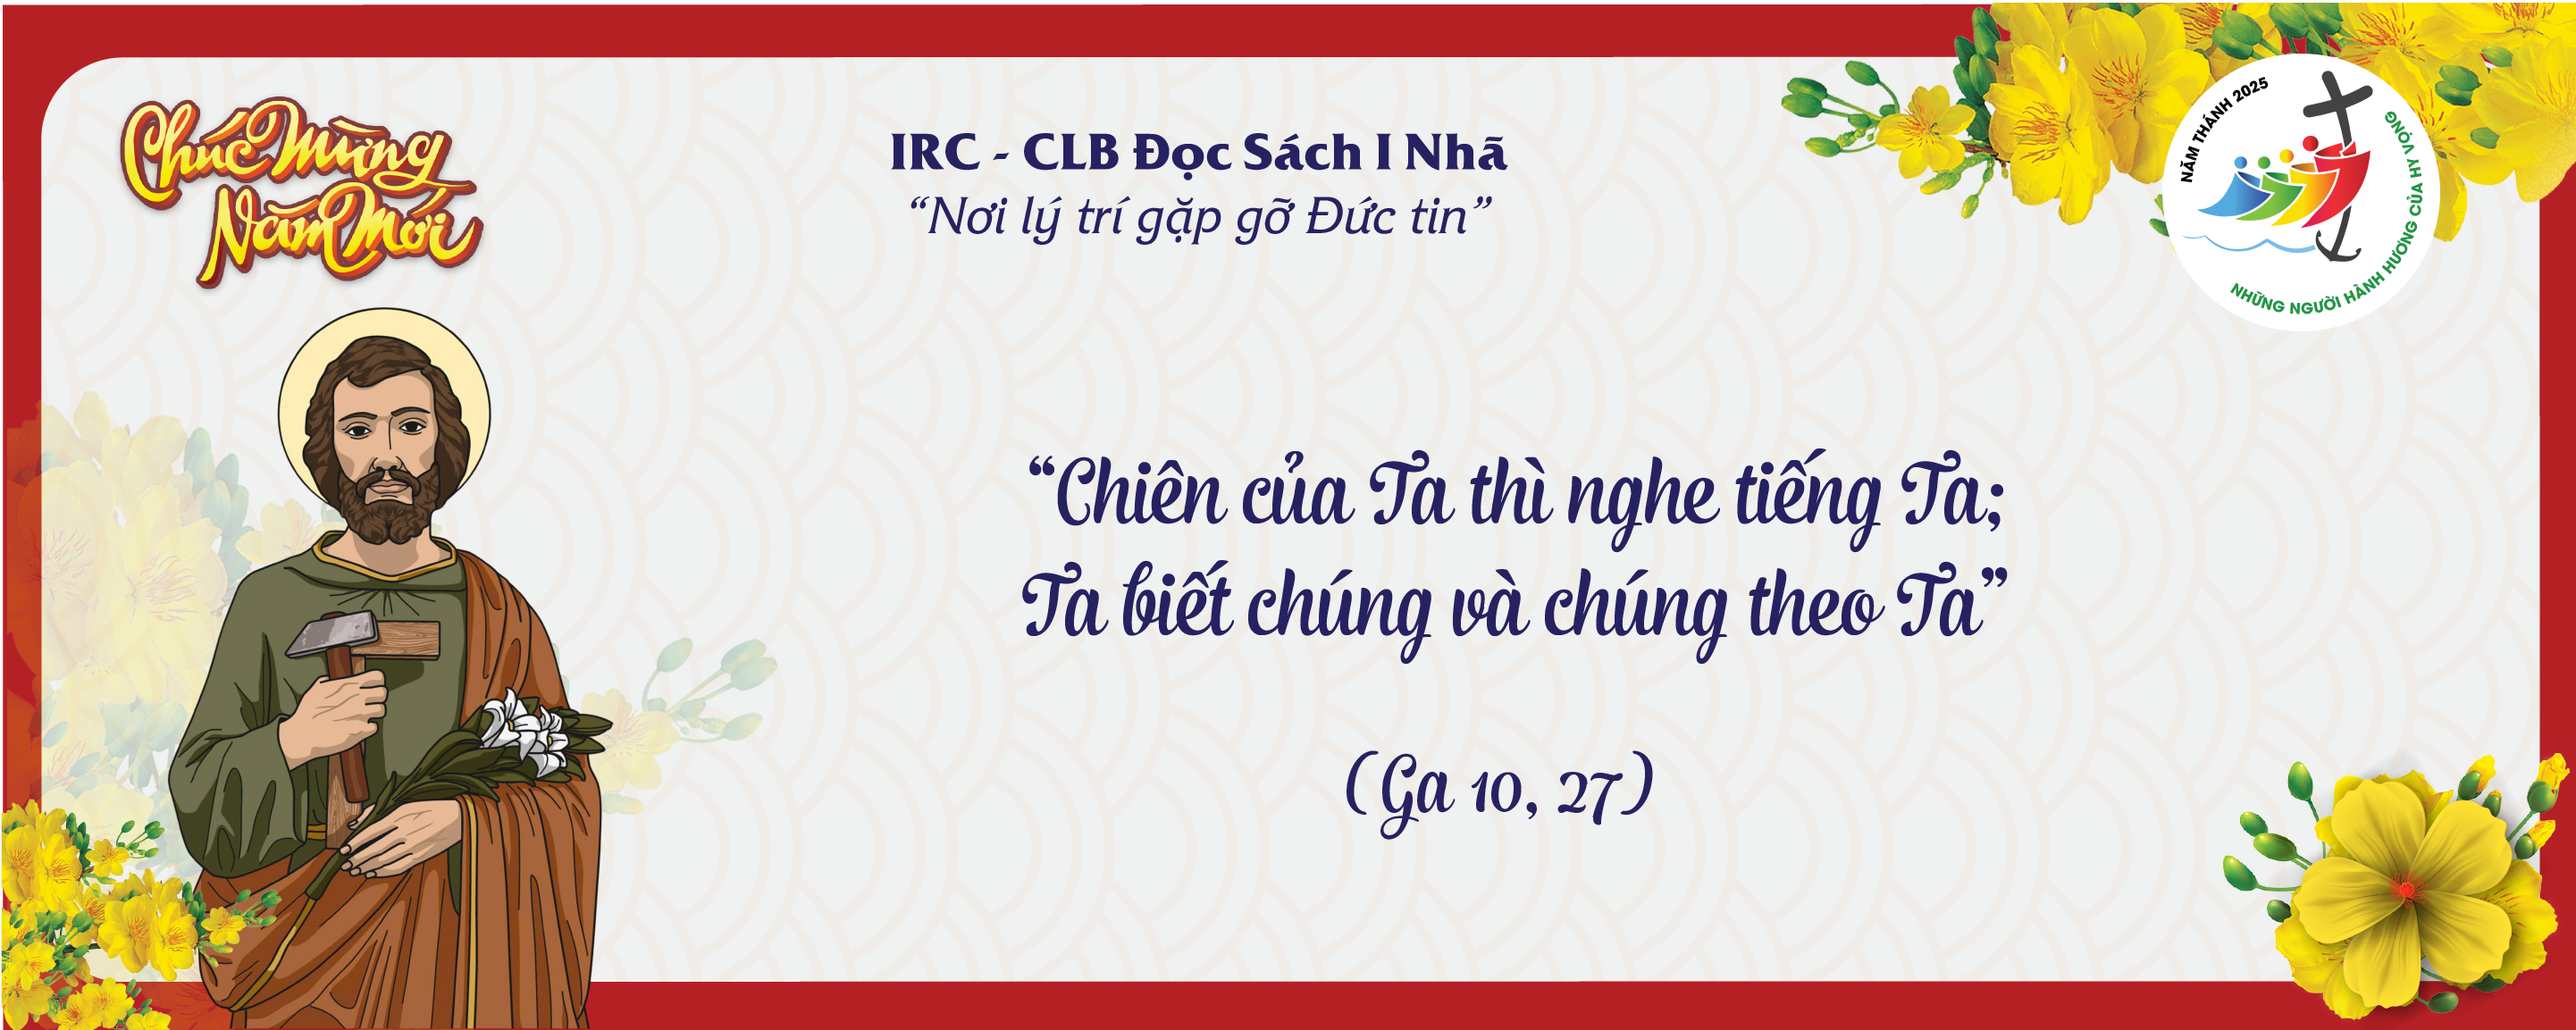 Chúc Mừng
Năm Mới
IRC - CLB Đọc Sách I Nhã
“Nơi lý trí gặp gỡ Đức tin”
NĂM THÁNH 2025
NHỮNG NGƯỜI HÀNH HƯƠNG CỦA HY VỌNG
“Chiên của Ta thì nghe tiếng Ta;
Ta biết chúng và chúng theo Ta”
(Ga 10, 27)